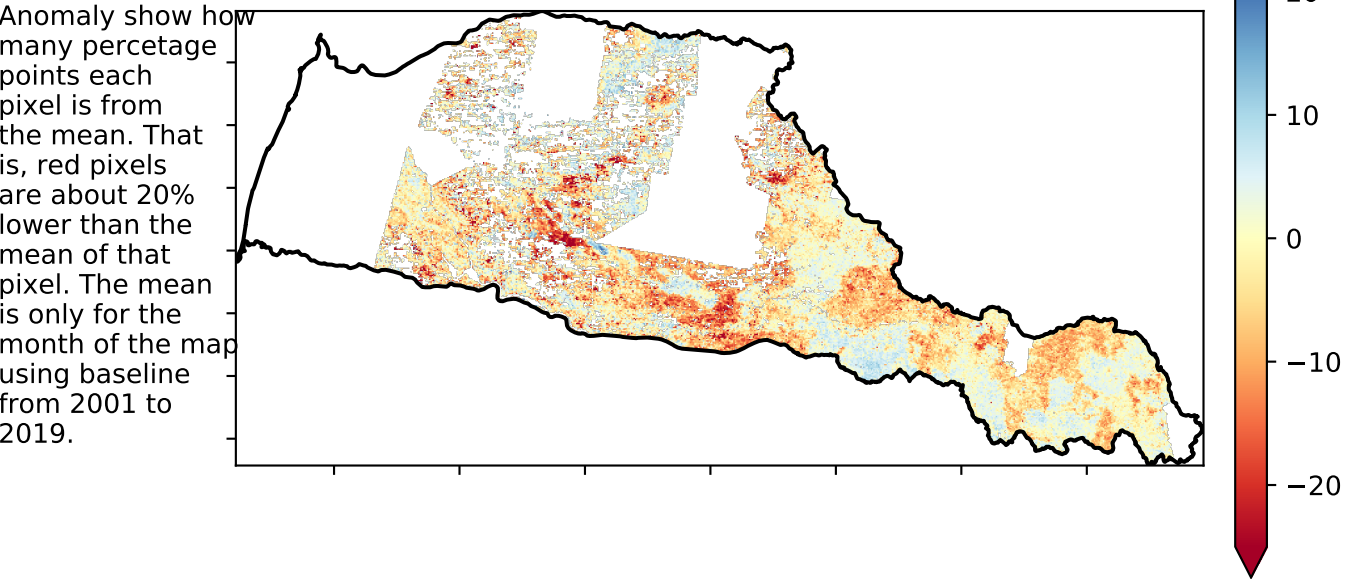 Anomaly show how
many percetage
points each
pixel is from
the mean. That
is, red pixels
are about 20%
lower than the
mean of that
pixel. The mean
is only for the
month of the map
using baseline
from 2001 to
2019.
10
0
−10
−20